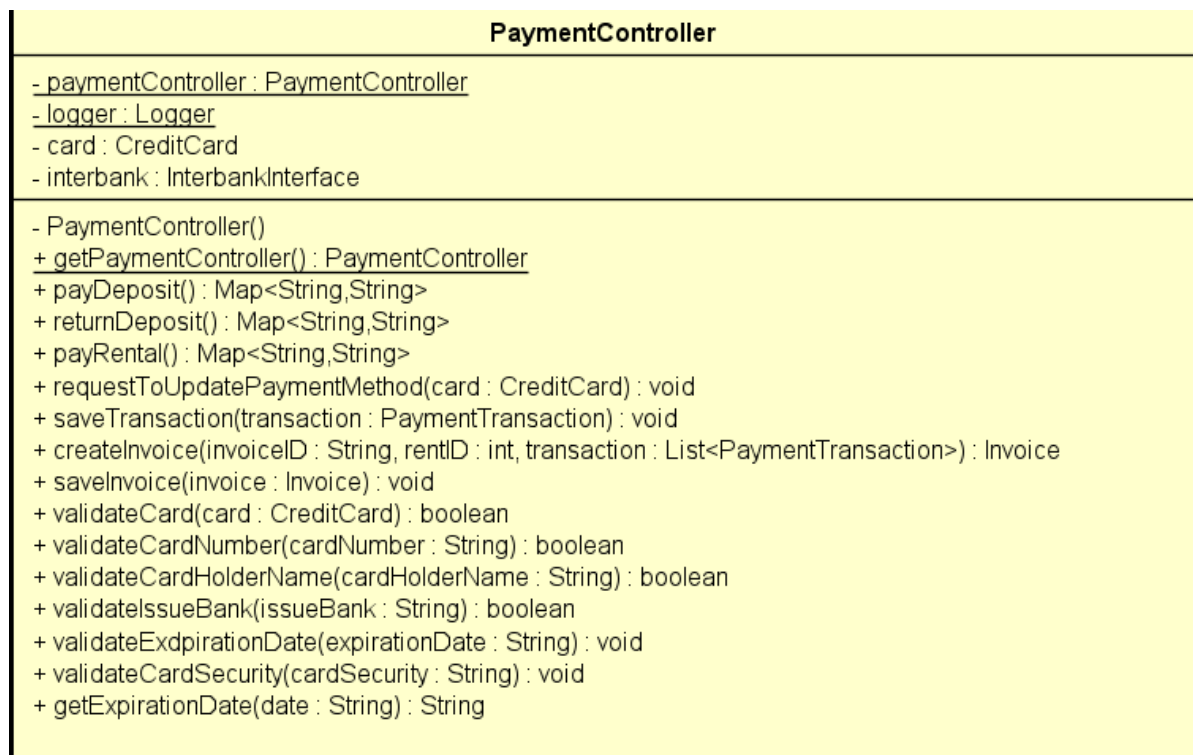 PaymentController
- paymentController : PaymentController
- logger : Logger
- card : CreditCard
- interbank : InterbankInterface
- PaymentController()
+ getPaymentController() : PaymentController
+ payDeposit() : Map<String,String>
+ returnDeposit() : Map<String,String>
+ payRental() : Map<String,String>
+ requestToUpdatePaymentMethod(card : CreditCard) : void
+ saveTransaction(transaction : PaymentTransaction) : void
+ createInvoice(invoiceID : String, rentID : int, transaction : List<PaymentTransaction>) : Invoice
+ saveInvoice(invoice : Invoice) : void
+ validateCard(card : CreditCard) : boolean
+ validateCardNumber(cardNumber : String) : boolean
+ validateCardHolderName(cardHolderName : String) : boolean
+ validateIssueBank(issueBank : String) : boolean
+ validateExdpirationDate(expirationDate : String) : void
+ validateCardSecurity(cardSecurity : String) : void
+ getExpirationDate(date : String) : String